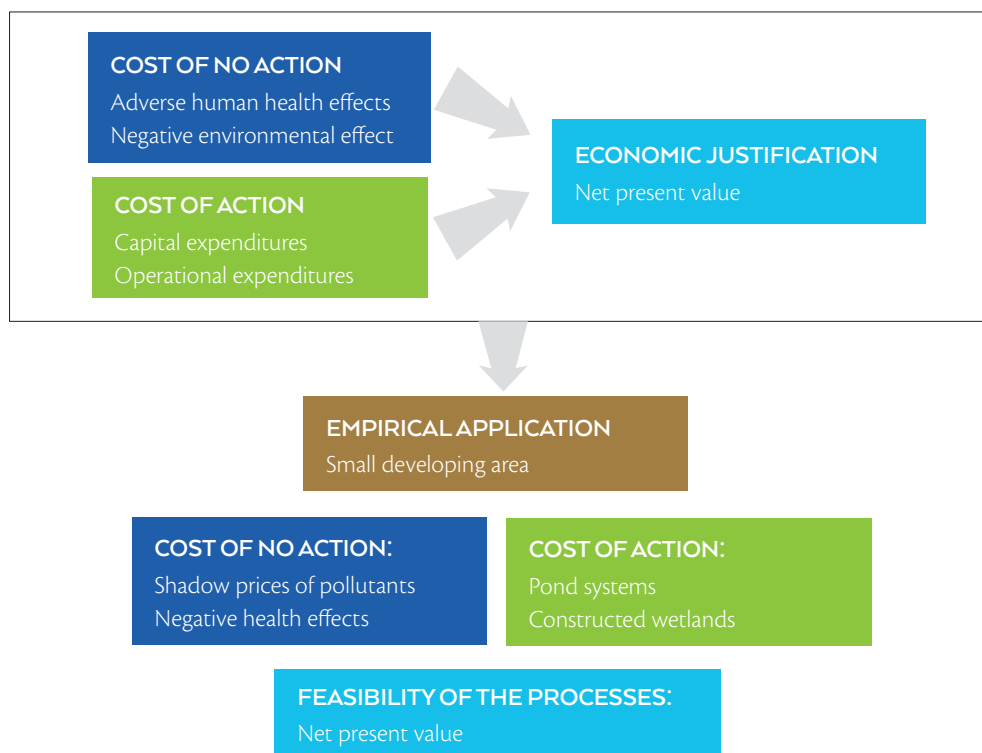 COST OF NO ACTION
Adverse human health effects
Negative environmental effect
COST OF ACTION
Capital expenditures
Operational expenditures
ECONOMIC JUSTIFICATION
Net present value
EMPIRICAL APPLICATION
Small developing area
COST OF NO ACTION:
Shadow prices of pollutants
Negative health effects
COST OF ACTION:
Pond systems
Constructed wetlands
FEASIBILITY OF THE PROCESSES:
Net present value